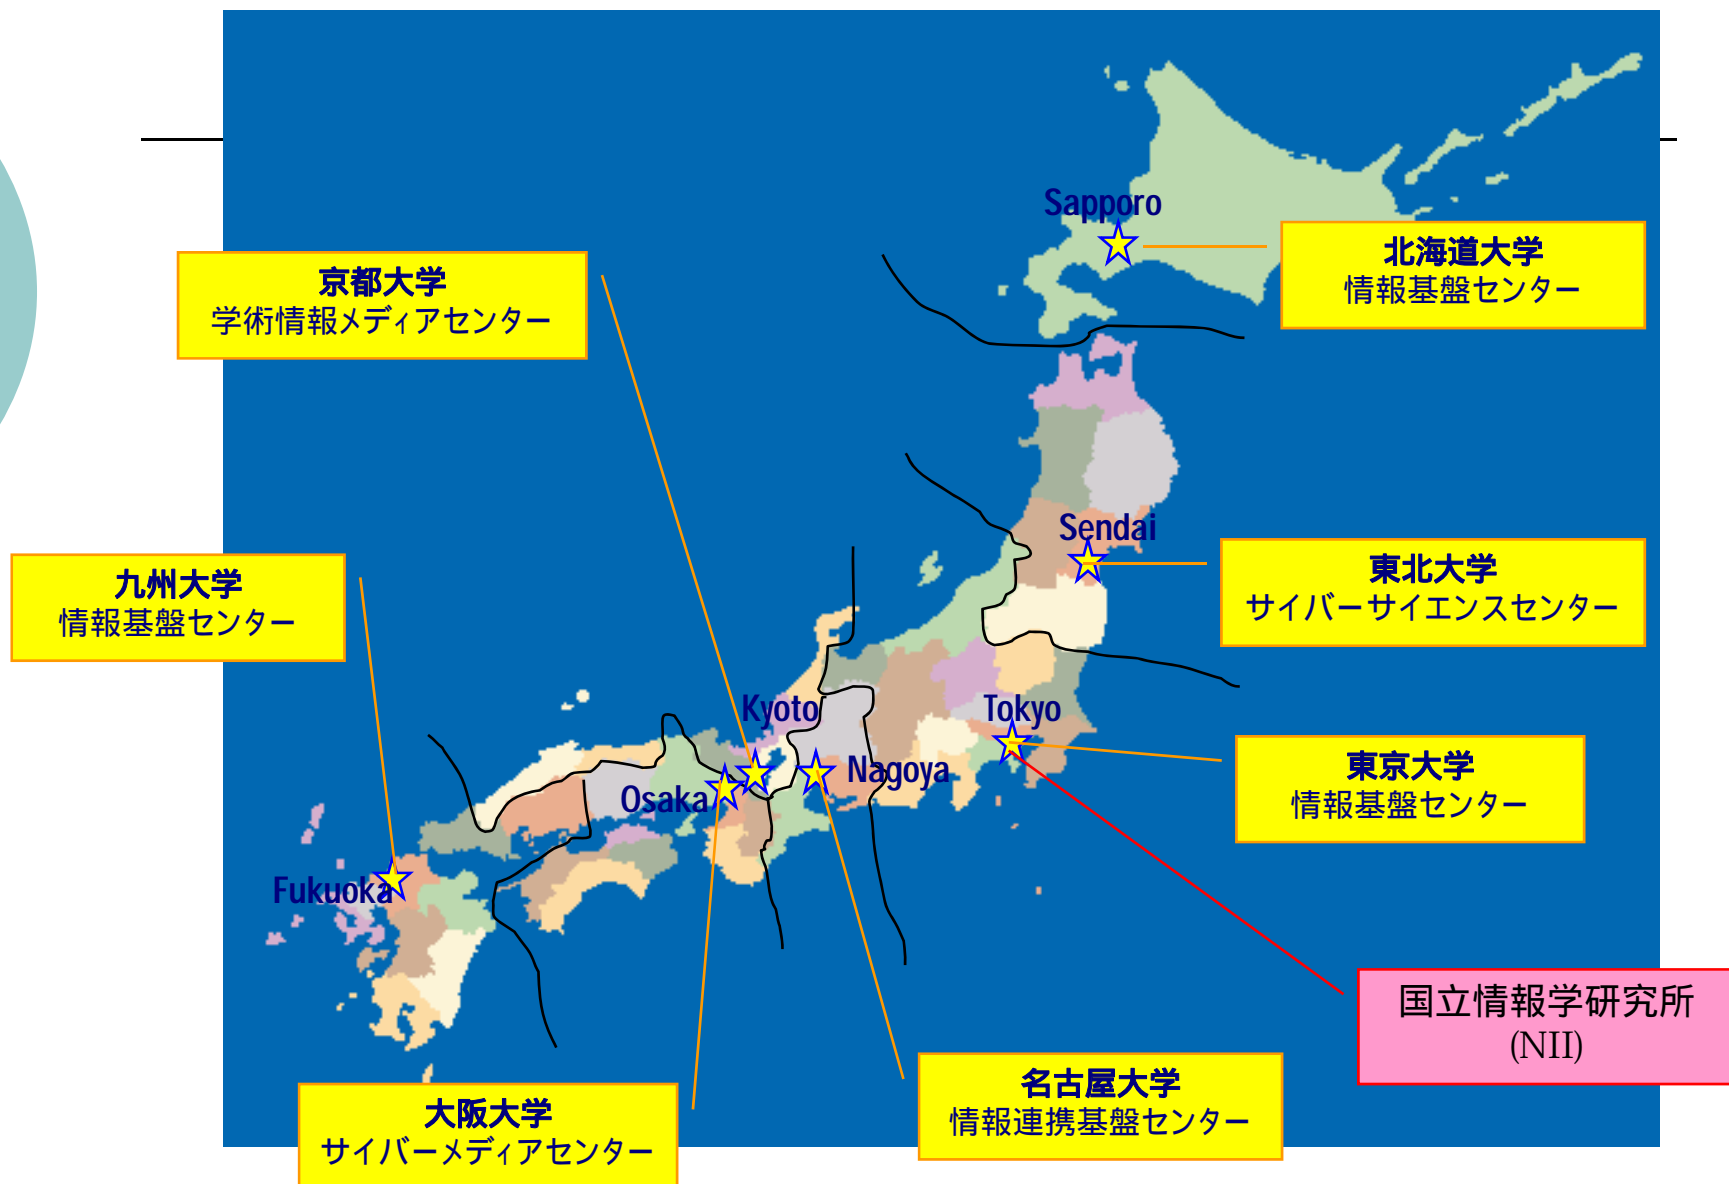 Sapporo
北海道大学
情報基盤センター
京都大学
学術情報メディアセンター
Sendai
東北大学
サイバーサイエンスセンター
九州大学
情報基盤センター
Kyoto
Tokyo
Nagoya
東京大学
情報基盤センター
Osaka
Fukuoka
国立情報学研究所
(NII)
名古屋大学
情報連携基盤センター
大阪大学
サイバーメディアセンター